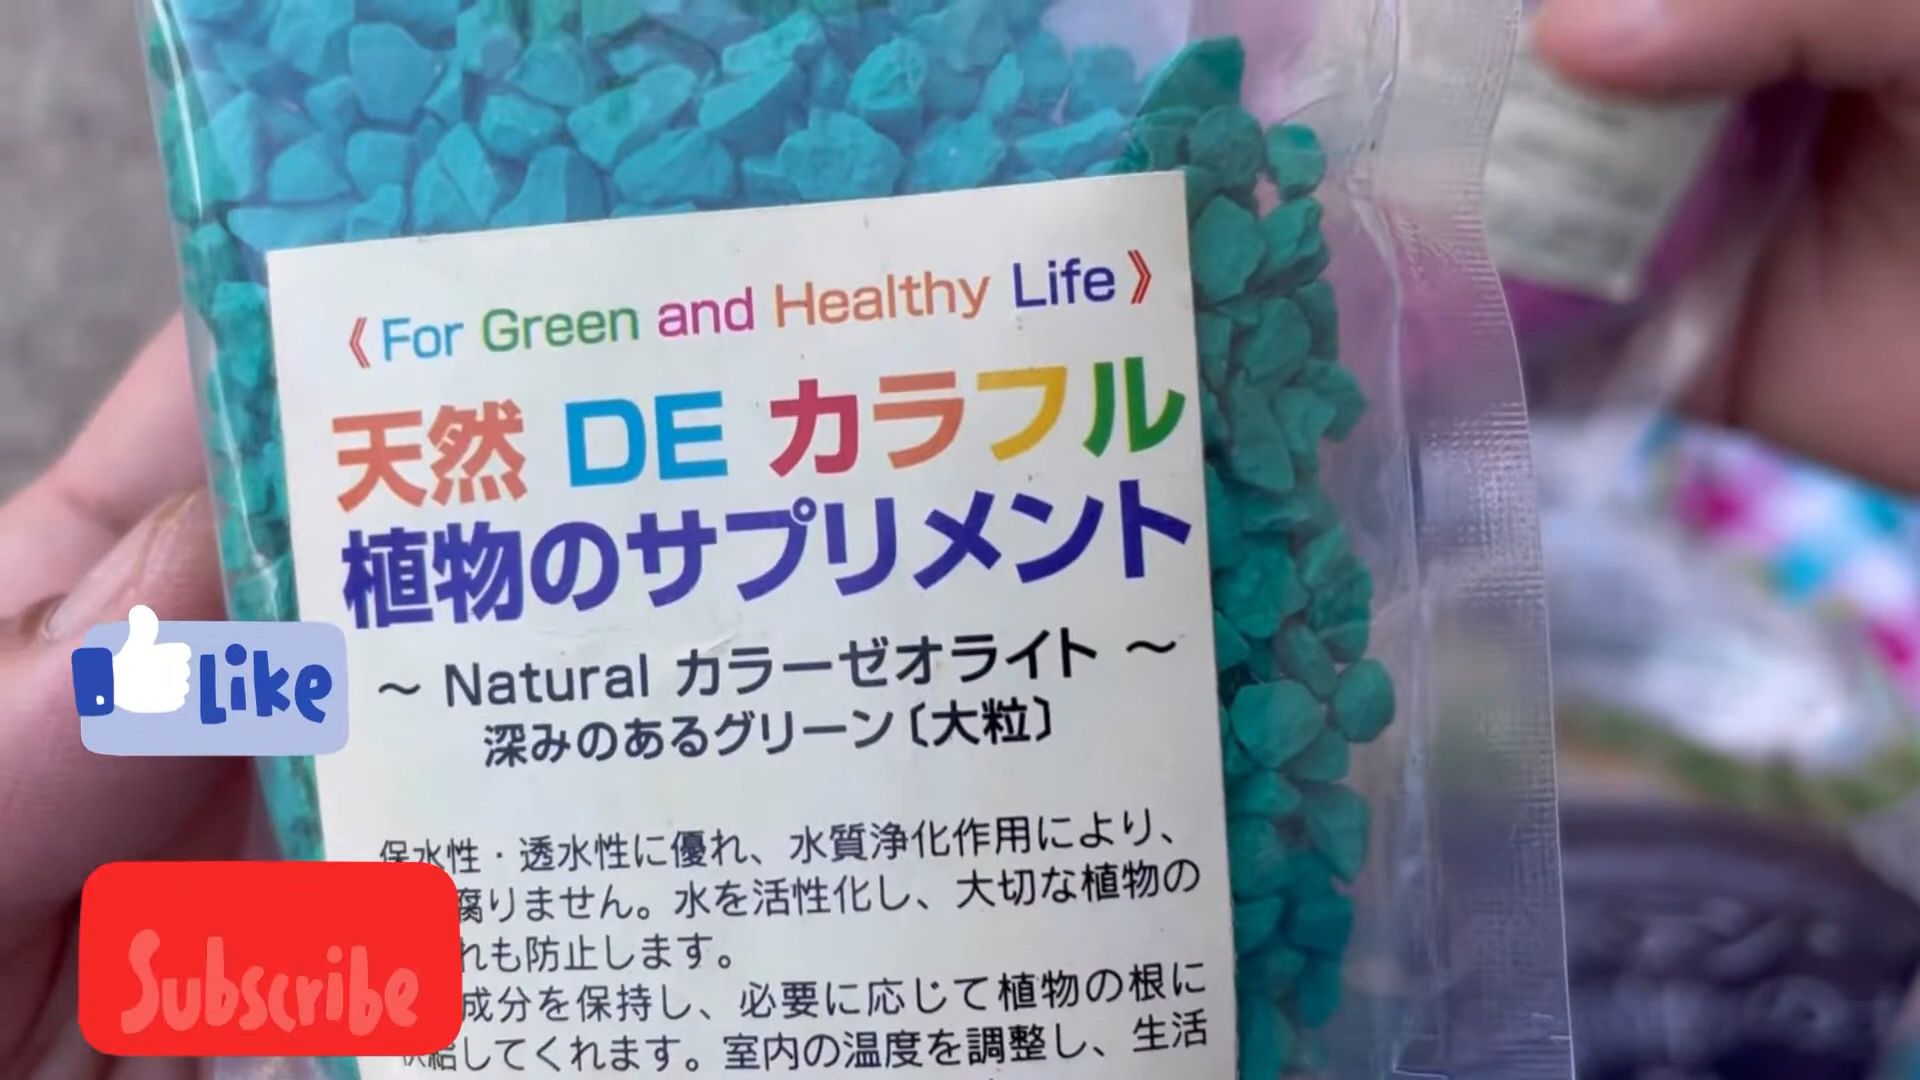 《For Green and Healthy Life》
天然 DE カラフル
植物のサプリメント
～ Natural カラーゼオライト ～
深みのあるグリーン〔大粒〕
保水性・透水性に優れ、水質浄化作用により、
腐りません。水を活性化し、大切な植物の
れも防止します。
成分を保持し、必要に応じて植物の根に
給してくれます。室内の温度を調整し、生活
Like
Subscribe